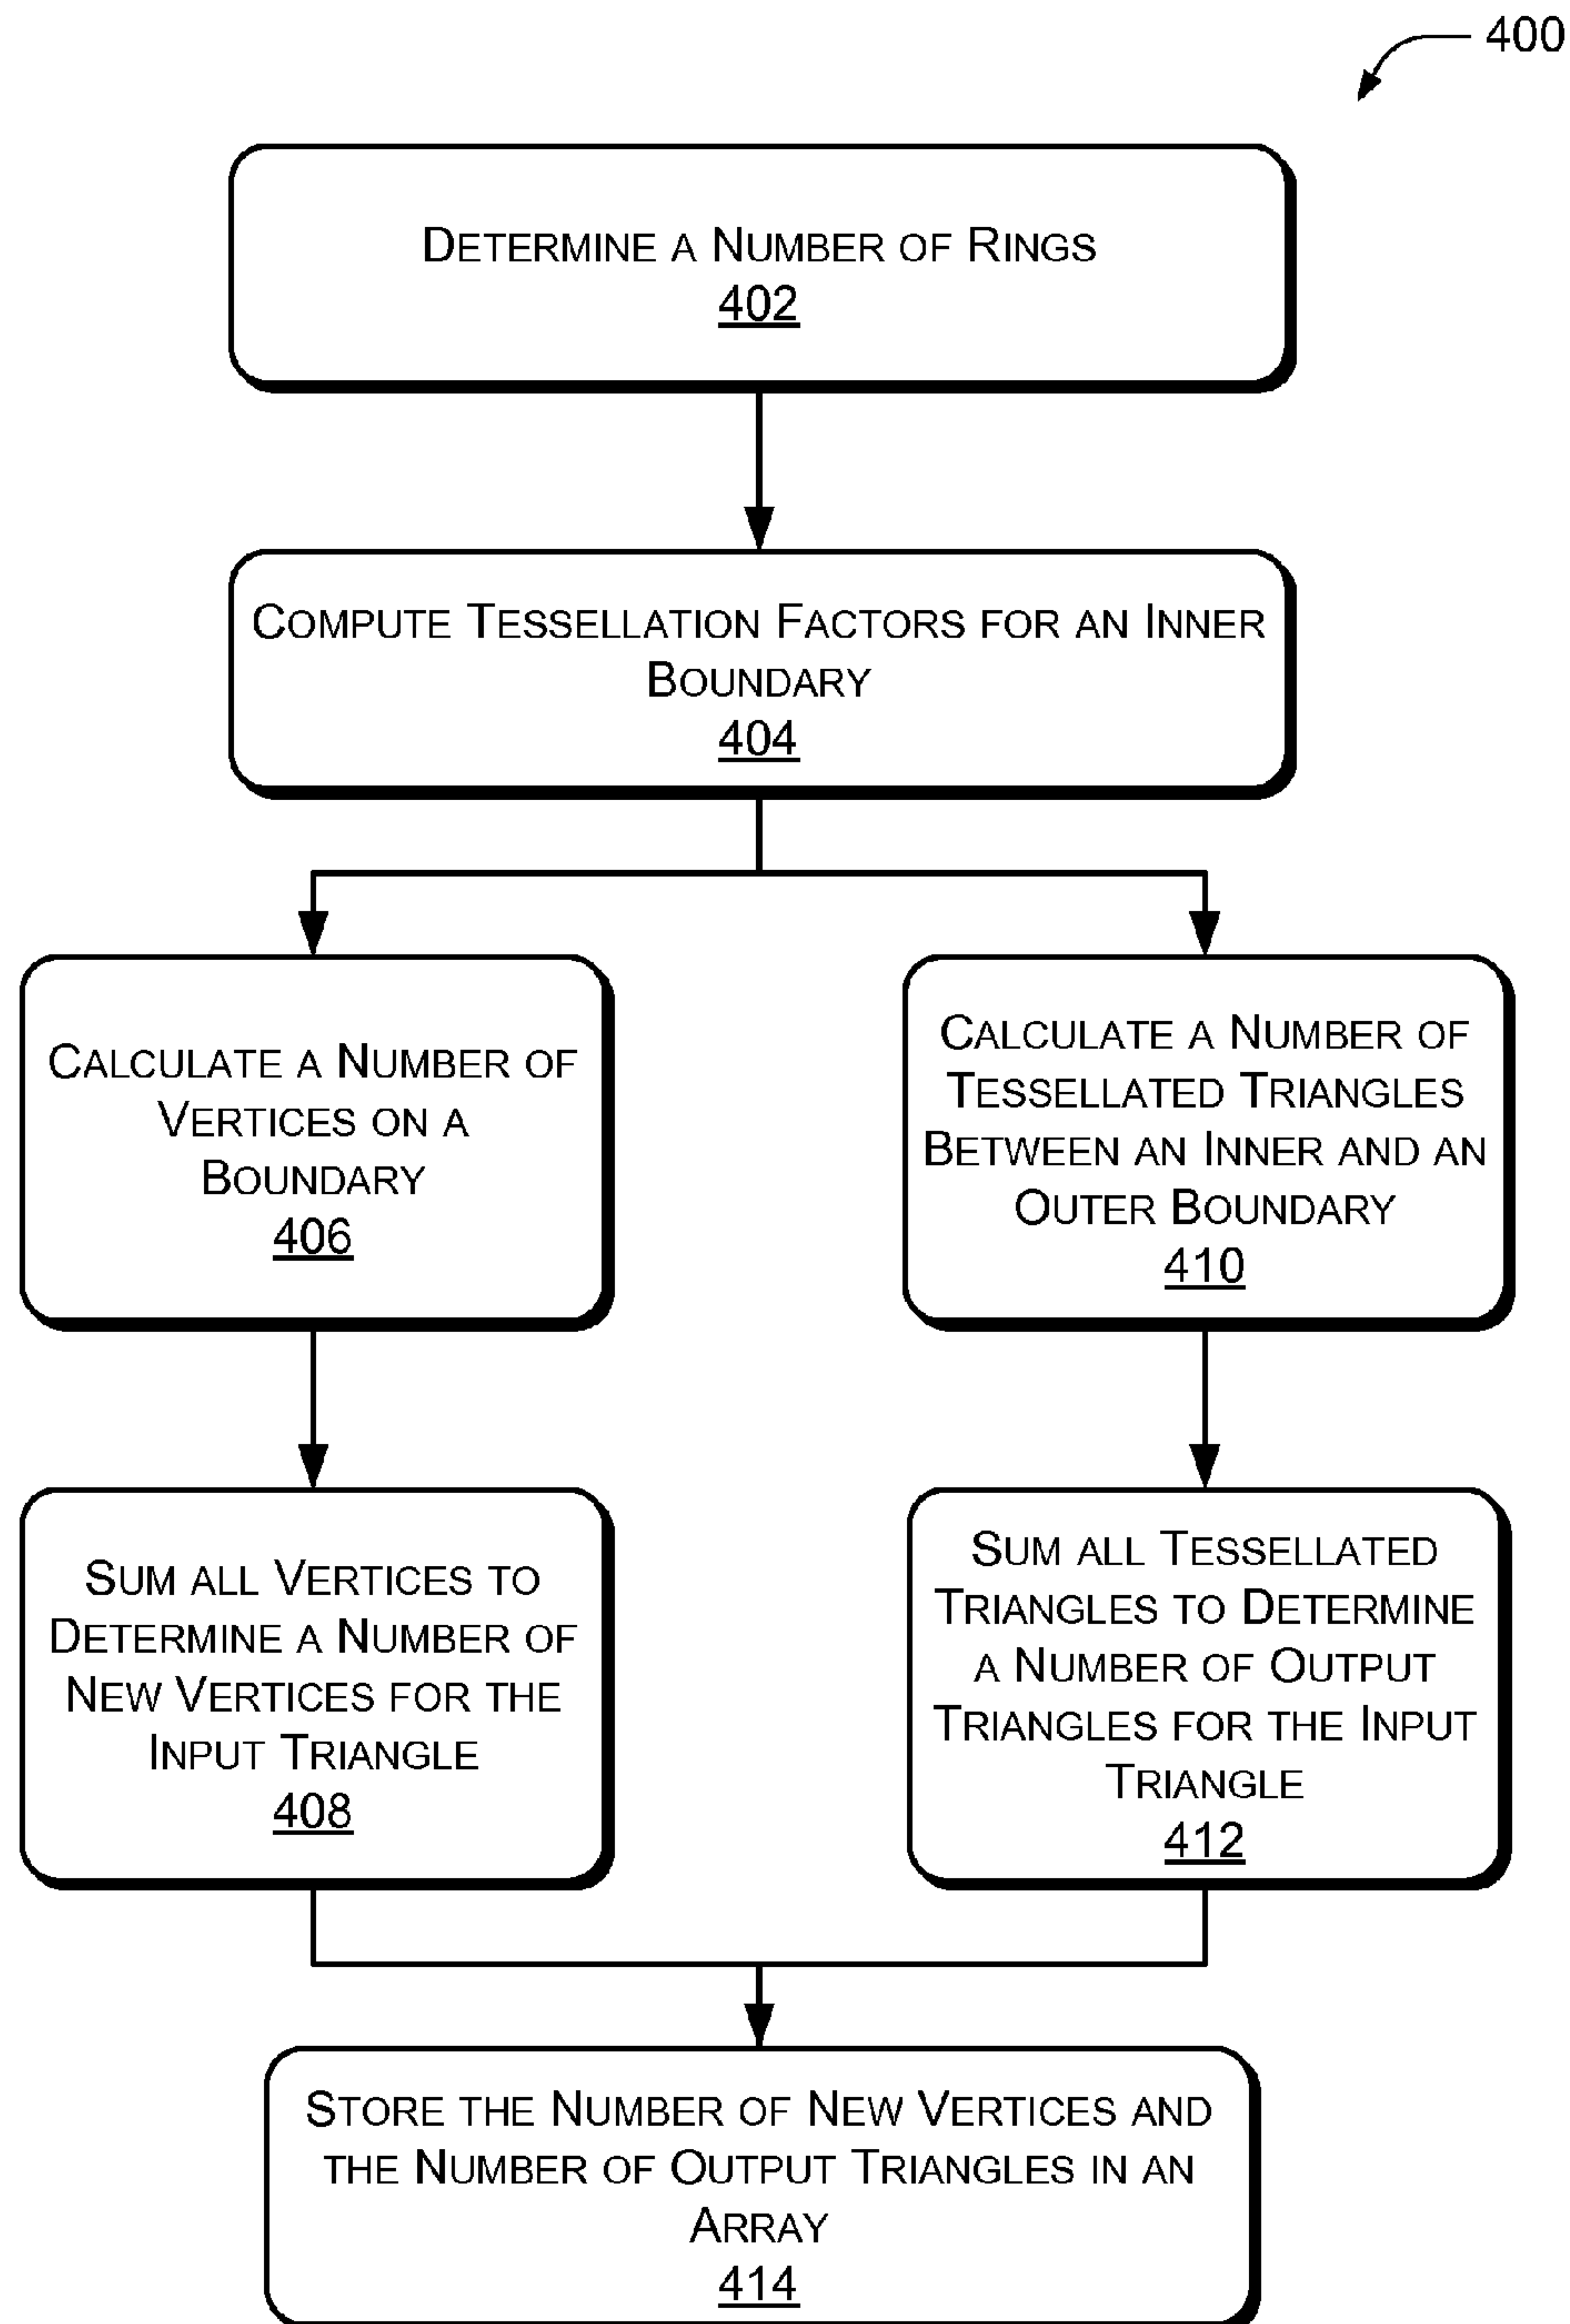 400
DETERMINE A NUMBER OF RINGS
402
COMPUTE TESSELLATION FACTORS FOR AN INNER
BOUNDARY
404
CALCULATE A NUMBER OF
VERTICES ON A
BOUNDARY
406
CALCULATE A NUMBER OF
TESSELLATED TRIANGLES
BETWEEN AN INNER AND AN
OUTER BOUNDARY
410
SUM ALL VERTICES TO
DETERMINE A NUMBER OF
NEW VERTICES FOR THE
INPUT TRIANGLE
408
SUM ALL TESSELLATED
TRIANGLES TO DETERMINE
A NUMBER OF OUTPUT
TRIANGLES FOR THE INPUT
TRIANGLE
412
STORE THE NUMBER OF NEW VERTICES AND
THE NUMBER OF OUTPUT TRIANGLES IN AN
ARRAY
414